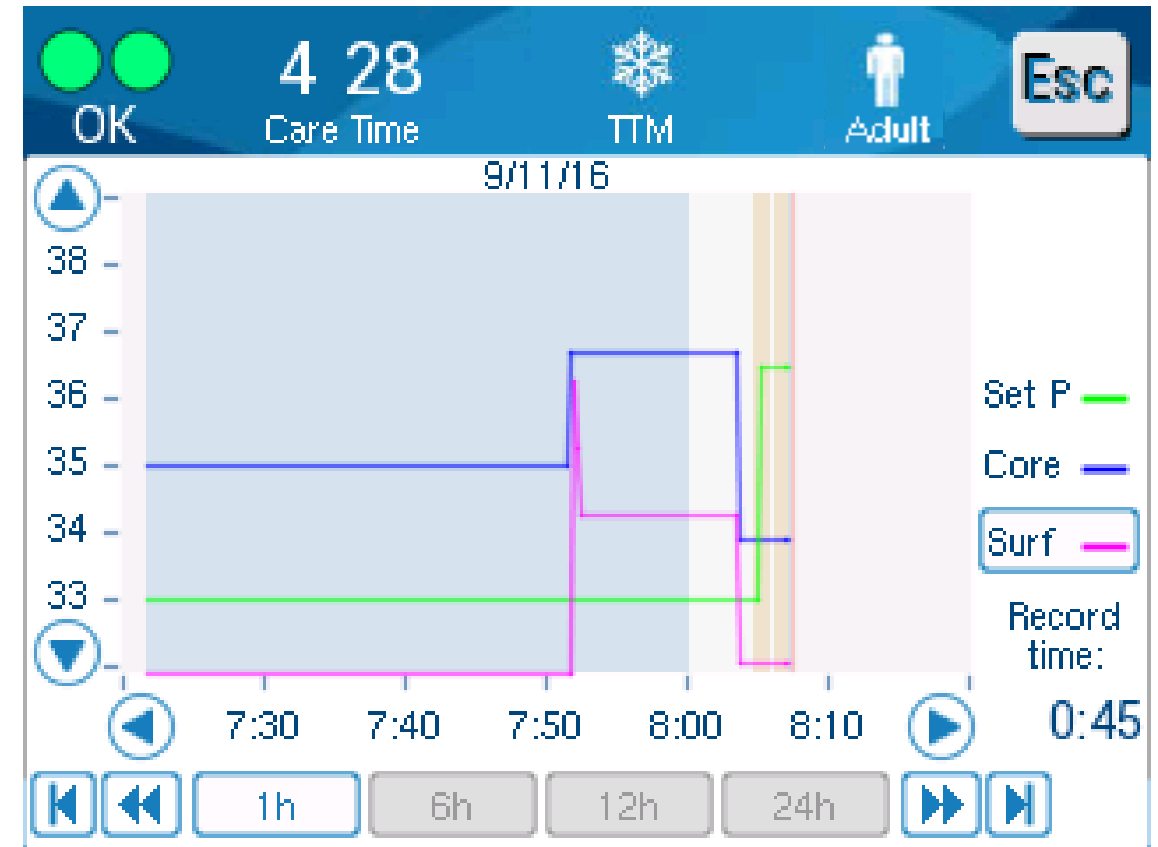 4 28
Esc
OK
Care Time
TTM
Adult
9/11/16
38
37
36
35
34
33
Set P
Core
Surf
Record
time:
0:45
7:30 7:40 7:50 8:00 8:10
1h 6h 12h 24h